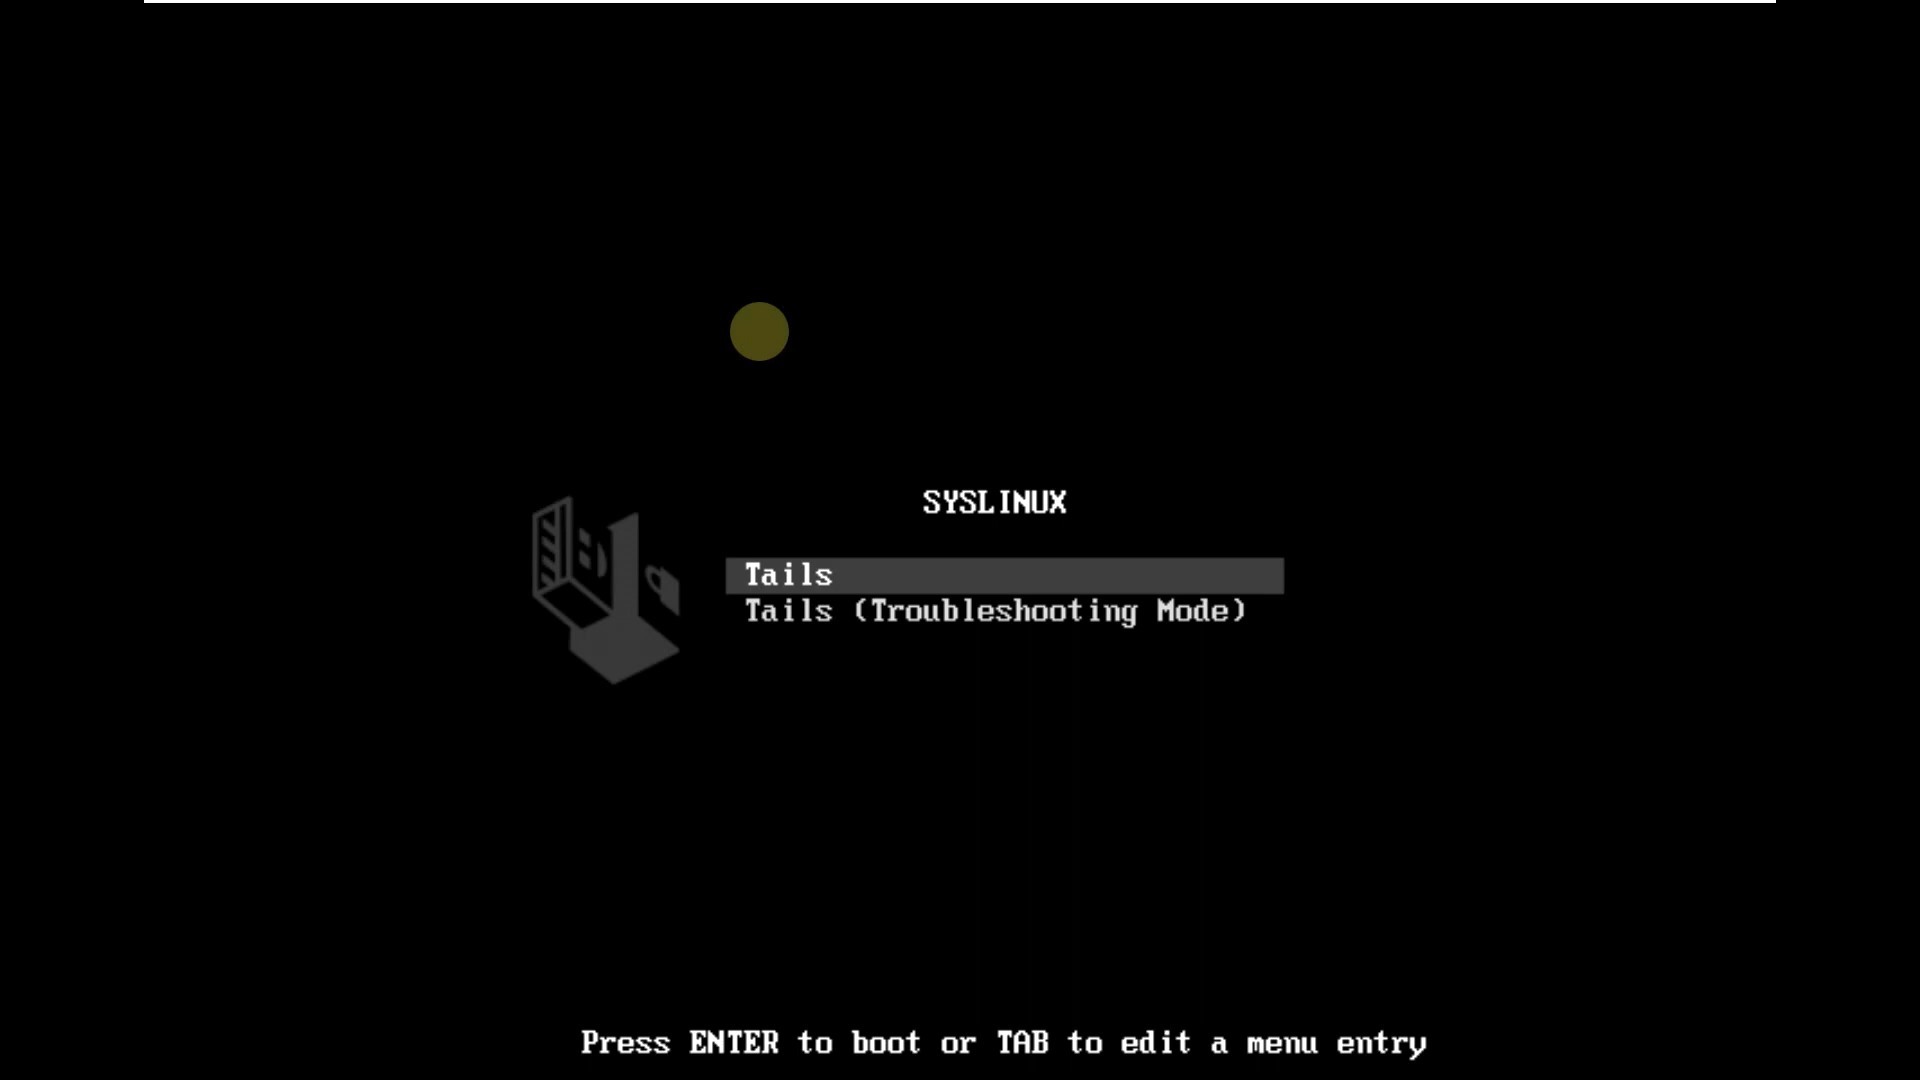 SYSLINUX
Tails
Tails (Troubleshooting Mode)
Press ENTER to boot or TAB to edit a menu entry